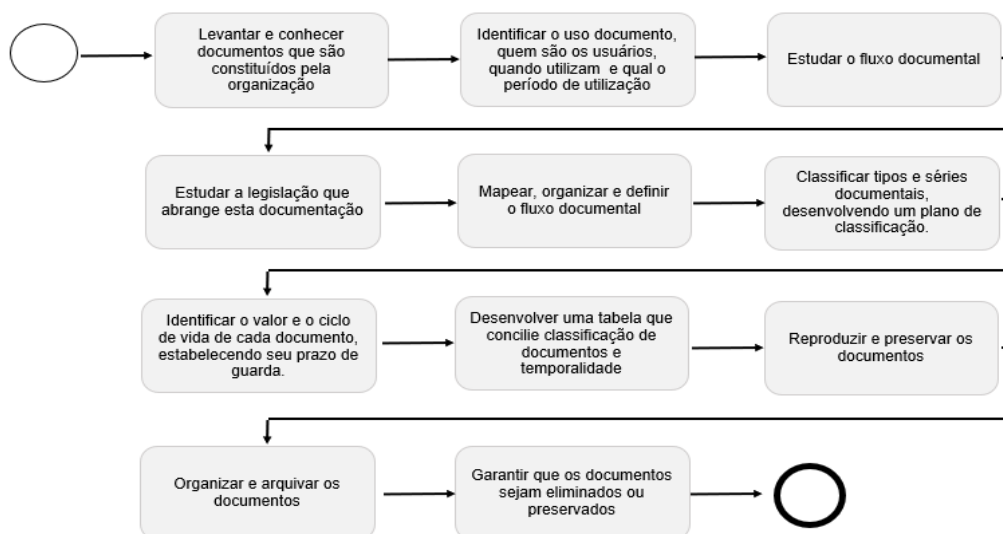 Levantar e conhecer
documentos que são
constituídos pela
organização
Identificar o uso documento,
quem são os usuários,
quando utilizam e qual o
período de utilização
Estudar o fluxo documental
Estudar a legislação que
abrange esta documentação
Mapear, organizar e definir
o fluxo documental
Classificar tipos e séries
documentais,
desenvolvendo um plano de
classificação.
Identificar o valor e o ciclo
de vida de cada documento,
estabelecendo seu prazo de
guarda.
Desenvolver uma tabela que
concilie classificação de
documentos e
temporalidade
Reproduzir e preservar os
documentos
Organizar e arquivar os
documentos
Garantir que os documentos
sejam eliminados ou
preservados